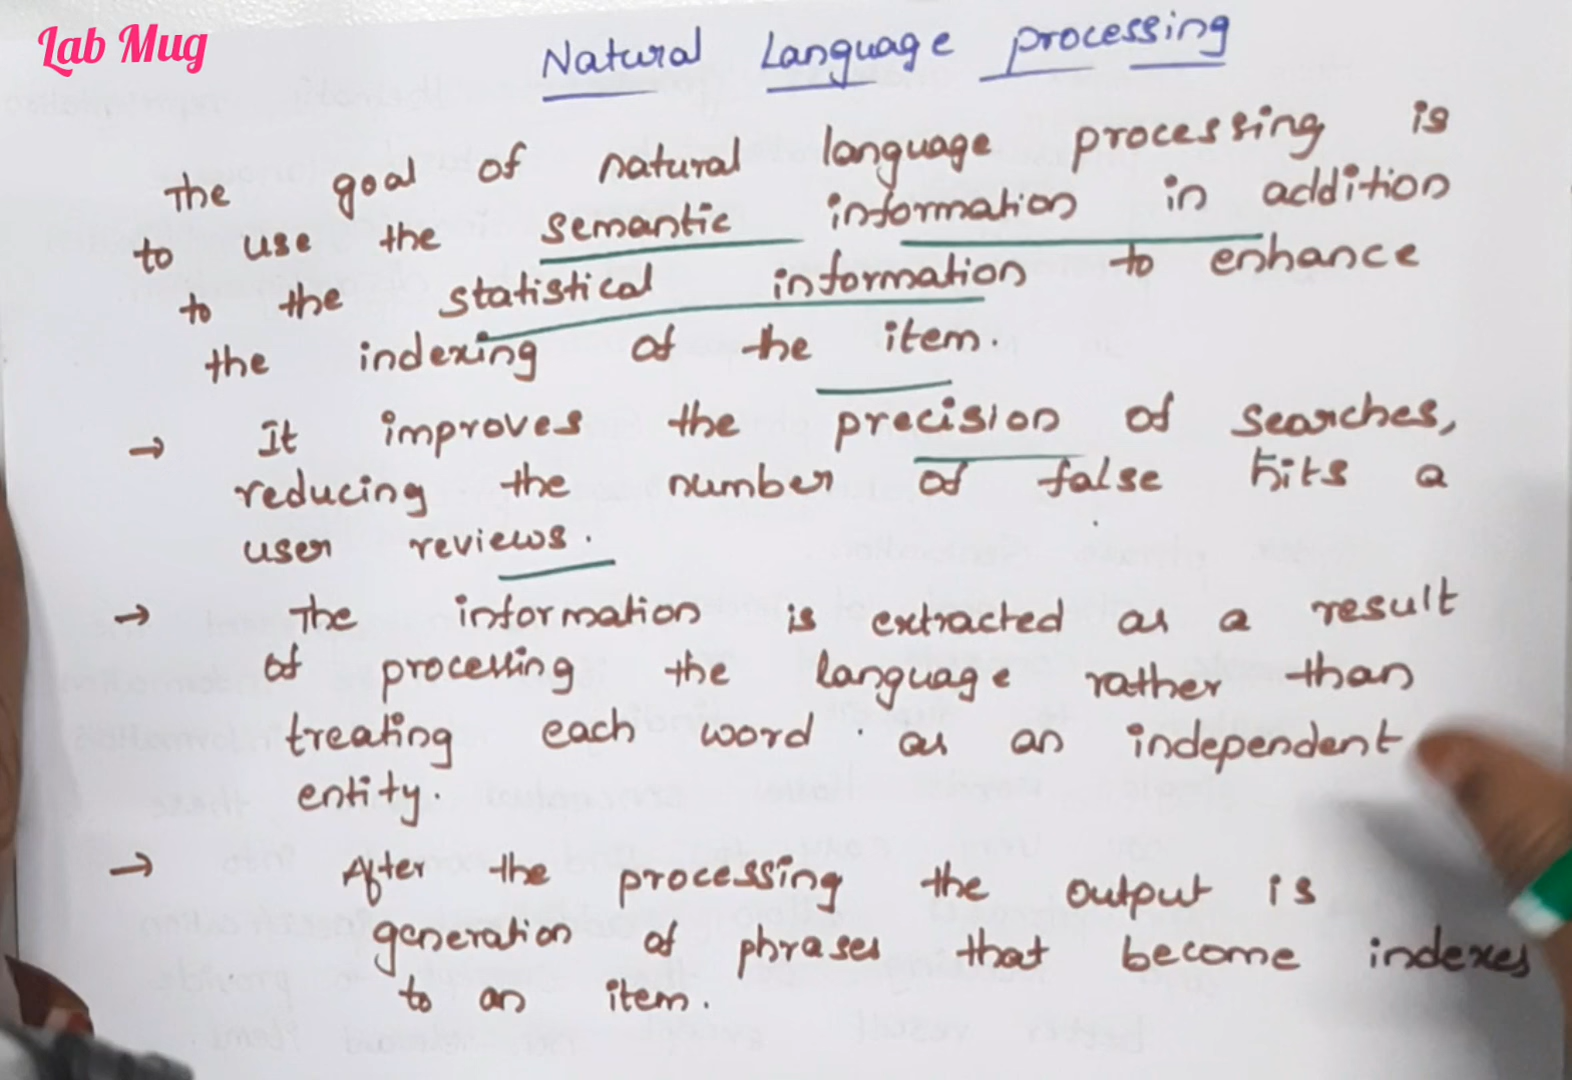 Lab Mug
Natural Language processing
The goal of natural language processing is
to use the semantic information in addition
to the statistical information to enhance
the indexing of the item.
→ It improves the precision of searches,
reducing the number of false hits a
user reviews.
→ The information is extracted as a result
of processing the language rather than
treating each word as an independent
entity.
→ After the processing the output is
generation of phrases that become indexes
to an item.